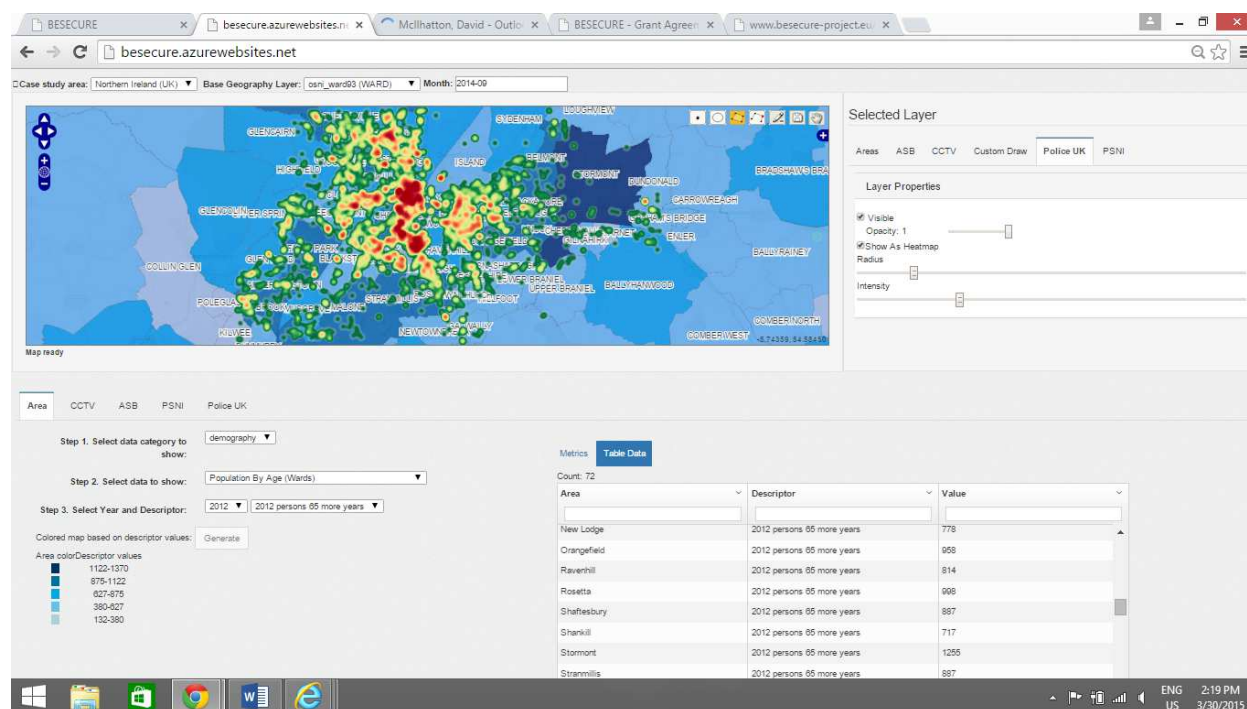 BESECURE
besecure.azurewebsites.ne
McIlhatton, David - Outlo
BESECURE - Grant Agreem
www.besecure-project.eu
besecure.azurewebsites.net
Case study area: Northern Ireland (UK) Base Geography Layer: osni_ward93 (WARD) Month: 2014-09
LOUGHVIEW
SYDENHAM
GLENCAIRN
ISLAND
BELMONT
STORMONT
DUNDONALD
BRADSHAW'S BRA
CARROWREAGH
ENLER
BALLYRAINEY
COLLIN GLEN
LOWER BRANIEL
UPPER BRANIEL
BALLYHANWOOD
POLEGLA
KILWEE
NEWTOWN
COMBER NORTH
COMBER WEST
Map ready
Selected Layer
Areas ASB CCTV Custom Draw Police UK PSNI
Layer Properties
Visible
Opacity: 1
Show As Heatmap
Radius
Intensity
Area CCTV ASB PSNI Police UK
Step 1. Select data category to show: demography
Step 2. Select data to show: Population By Age (Wards)
Step 3. Select Year and Descriptor: 2012 2012 persons 65 more years
Colored map based on descriptor values: Generate
Area colorDescriptor values
1122-1370
875-1122
627-875
380-627
132-380
Metrics Table Data
Count: 72
Area Descriptor Value
New Lodge 2012 persons 65 more years 778
Orangefield 2012 persons 65 more years 958
Ravenhill 2012 persons 65 more years 814
Rosetta 2012 persons 65 more years 998
Shaftesbury 2012 persons 65 more years 887
Shankill 2012 persons 65 more years 717
Stormont 2012 persons 65 more years 1255
Stranmillis 2012 persons 65 more years 887
ENG 2:19 PM
US 3/30/2015